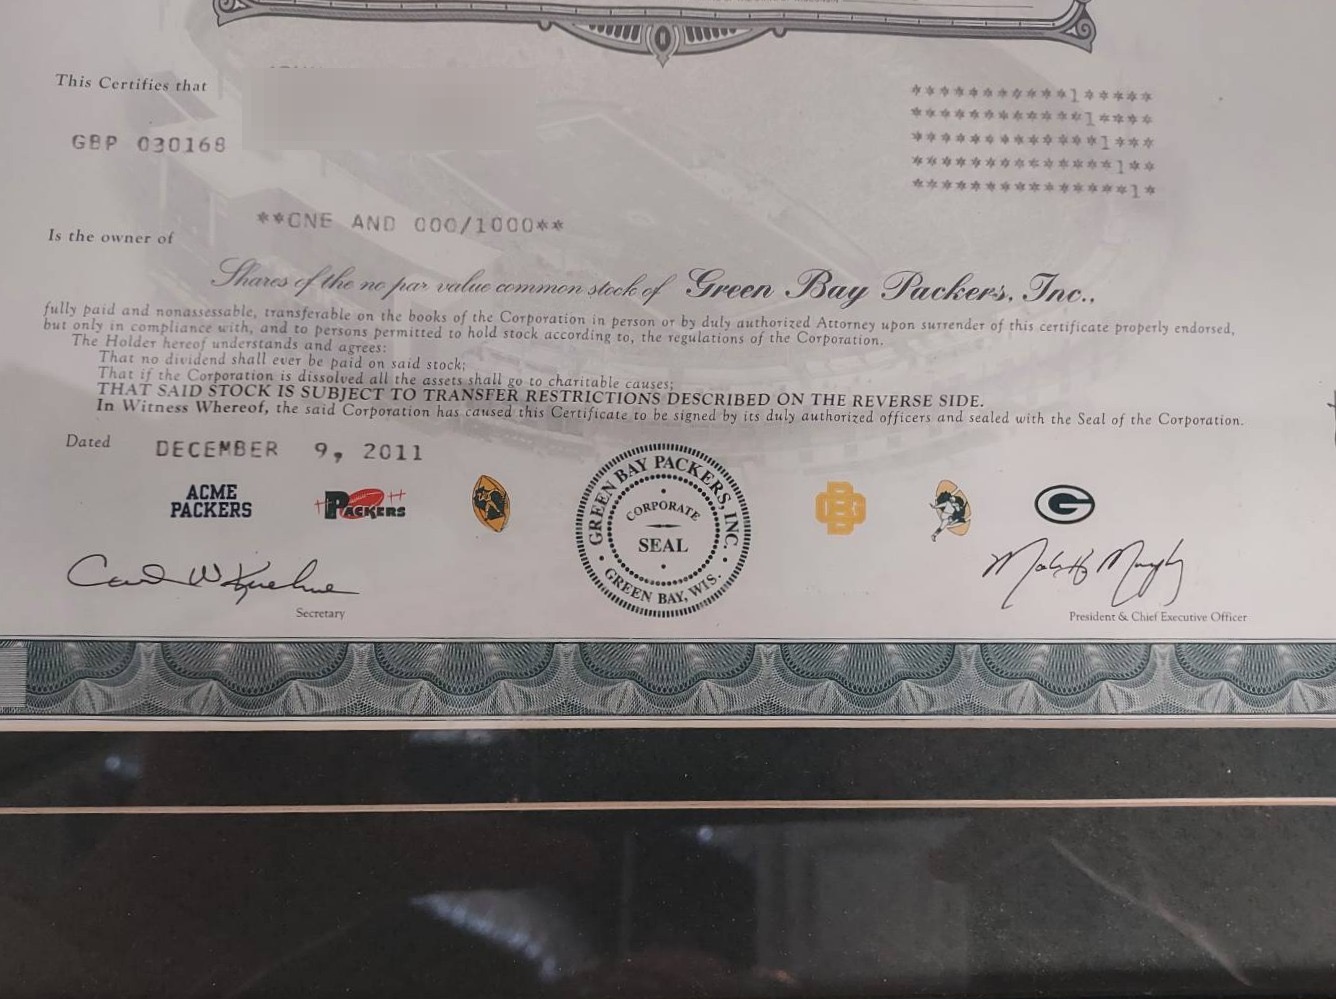 This Certifies that
GBP 030168
***********1*****
************1****
*************1***
**************1**
***************1*
**ONE AND 000/1000**
Is the owner of
Shares of the no par value common stock of Green Bay Packers, Inc.,
fully paid and nonassessable, transferable on the books of the Corporation in person or by duly authorized Attorney upon surrender of this certificate properly endorsed,
but only in compliance with, and to persons permitted to hold stock according to, the regulations of the Corporation.
The Holder hereof understands and agrees:
That no dividend shall ever be paid on said stock;
That if the Corporation is dissolved all the assets shall go to charitable causes;
THAT SAID STOCK IS SUBJECT TO TRANSFER RESTRICTIONS DESCRIBED ON THE REVERSE SIDE.
In Witness Whereof, the said Corporation has caused this Certificate to be signed by its duly authorized officers and sealed with the Seal of the Corporation.
Dated DECEMBER 9, 2011
ACME
PACKERS
PACKERS
GREEN BAY PACKERS, INC.
CORPORATE
SEAL
GREEN BAY, WIS.
GB
G
Secretary
President & Chief Executive Officer